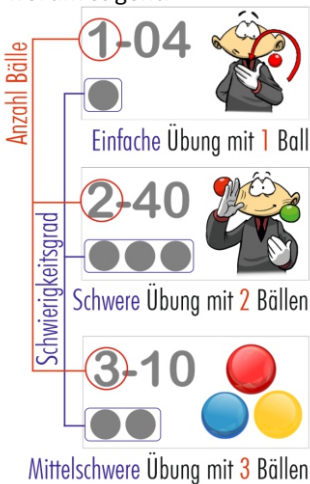 1-04
Einfache Übung mit 1 Ball
Anzahl Bälle
2-40
Schwere Übung mit 2 Bällen
Schwierigkeitsgrad
3-10
Mittelschwere Übung mit 3 Bällen